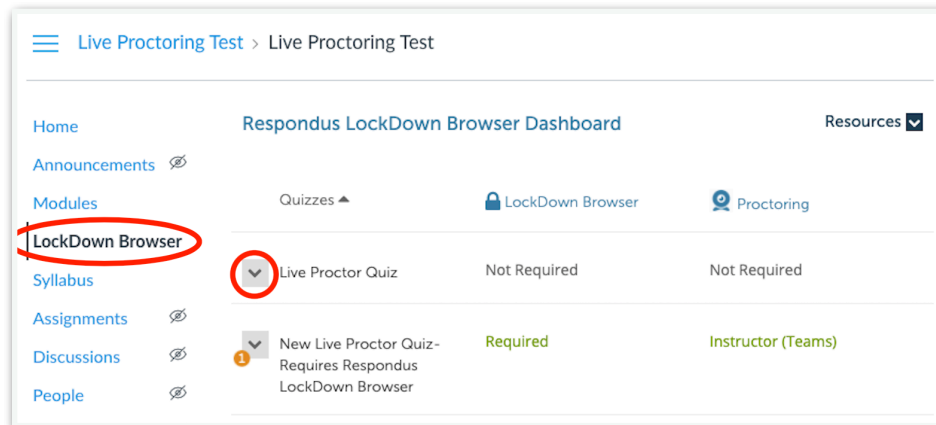 Live Proctoring Test > Live Proctoring Test
Home
Announcements
Modules
LockDown Browser
Syllabus
Assignments
Discussions
People
Respondus LockDown Browser Dashboard
Resources
Quizzes LockDown Browser Proctoring
Live Proctor Quiz Not Required Not Required
New Live Proctor Quiz- Required Instructor (Teams)
1
Requires Respondus
LockDown Browser